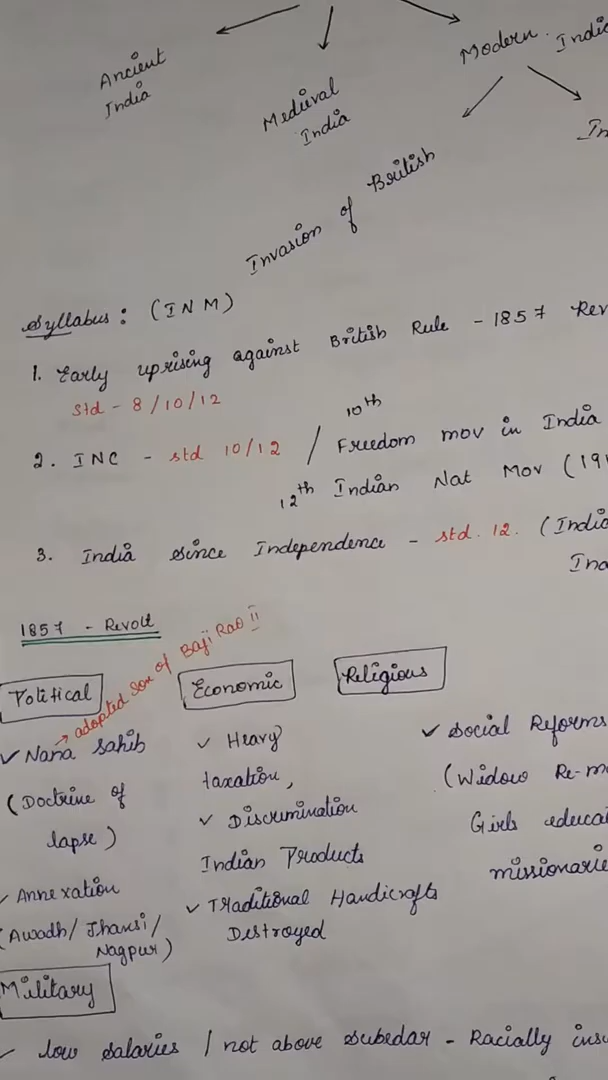 Ancient
India
Medieval
India
Modern India
Invasion of British
Syllabus: (INM)
1. Early uprising against British Rule - 1857 Rev
std - 8/10/12
2. INC - std 10/12 / 10th Freedom mov in India
12th Indian Nat Mov (19
3. India since Independence - std. 12. (India
1857 - Revolt
→ adopted son of Baji Rao II
Political
Economic
Religious
✓ Nana Sahib
(Doctrine of
lapse)
✓ Annexation
(Awadh/ Jhansi/
Nagpur)
✓ Heavy
taxation,
✓ Discrimination
Indian Products
✓ Traditional Handicrafts
Destroyed
✓ Social Reforms
(Widow Re-m
Girls educa
missionarie
Military
✓ low salaries / not above subedar - Racially ins